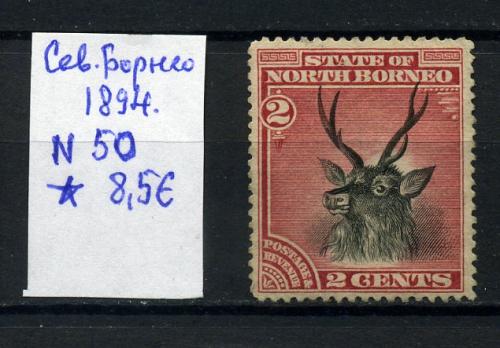 Сев. Борнео
1894.
N 50
☆ 8,5€
STATE OF
NORTH BORNEO
2
POSTAGE
REVENUE
2 CENTS